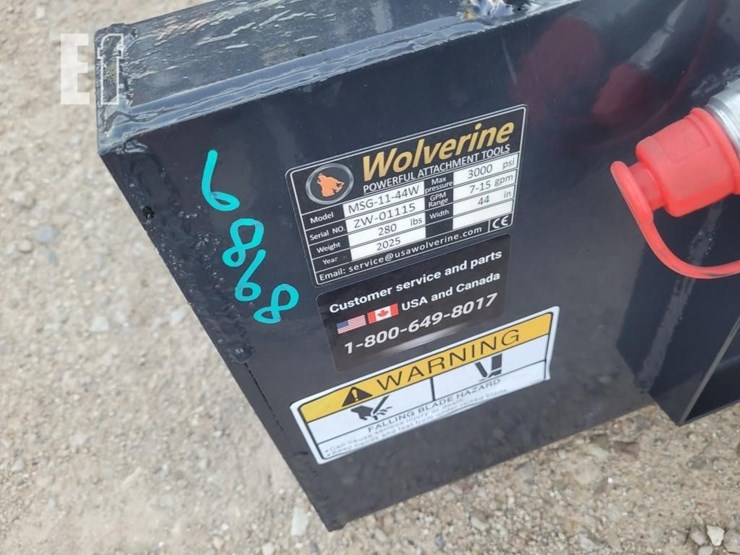 Ef
6868
Wolverine
POWERFUL ATTACHMENT TOOLS
Model MSG-11-44W Max pressure 3000 psi
Serial NO. ZW-01115 GPM Range 7-15 gpm
Weight 280 lbs Width 44 in
Year 2025
Email: service@usawolverine.com CE
Customer service and parts
USA and Canada
1-800-649-8017
WARNING
FALLING BLADE HAZARD